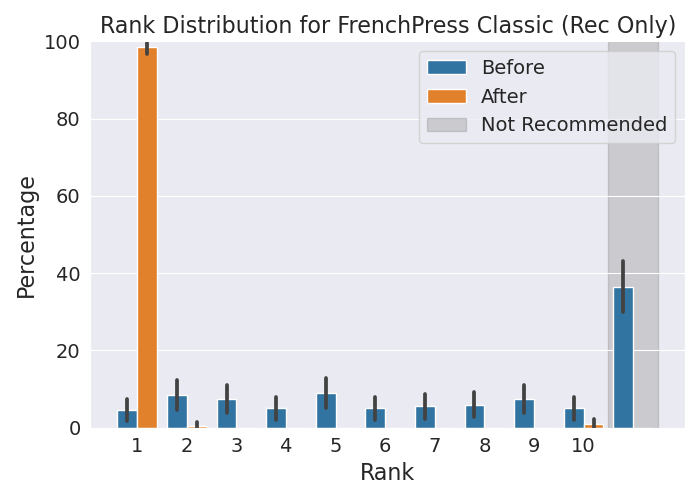 Rank Distribution for FrenchPress Classic (Rec Only)
Percentage
100
80
60
40
20
0
Before
After
Not Recommended
1 2 3 4 5 6 7 8 9 10
Rank